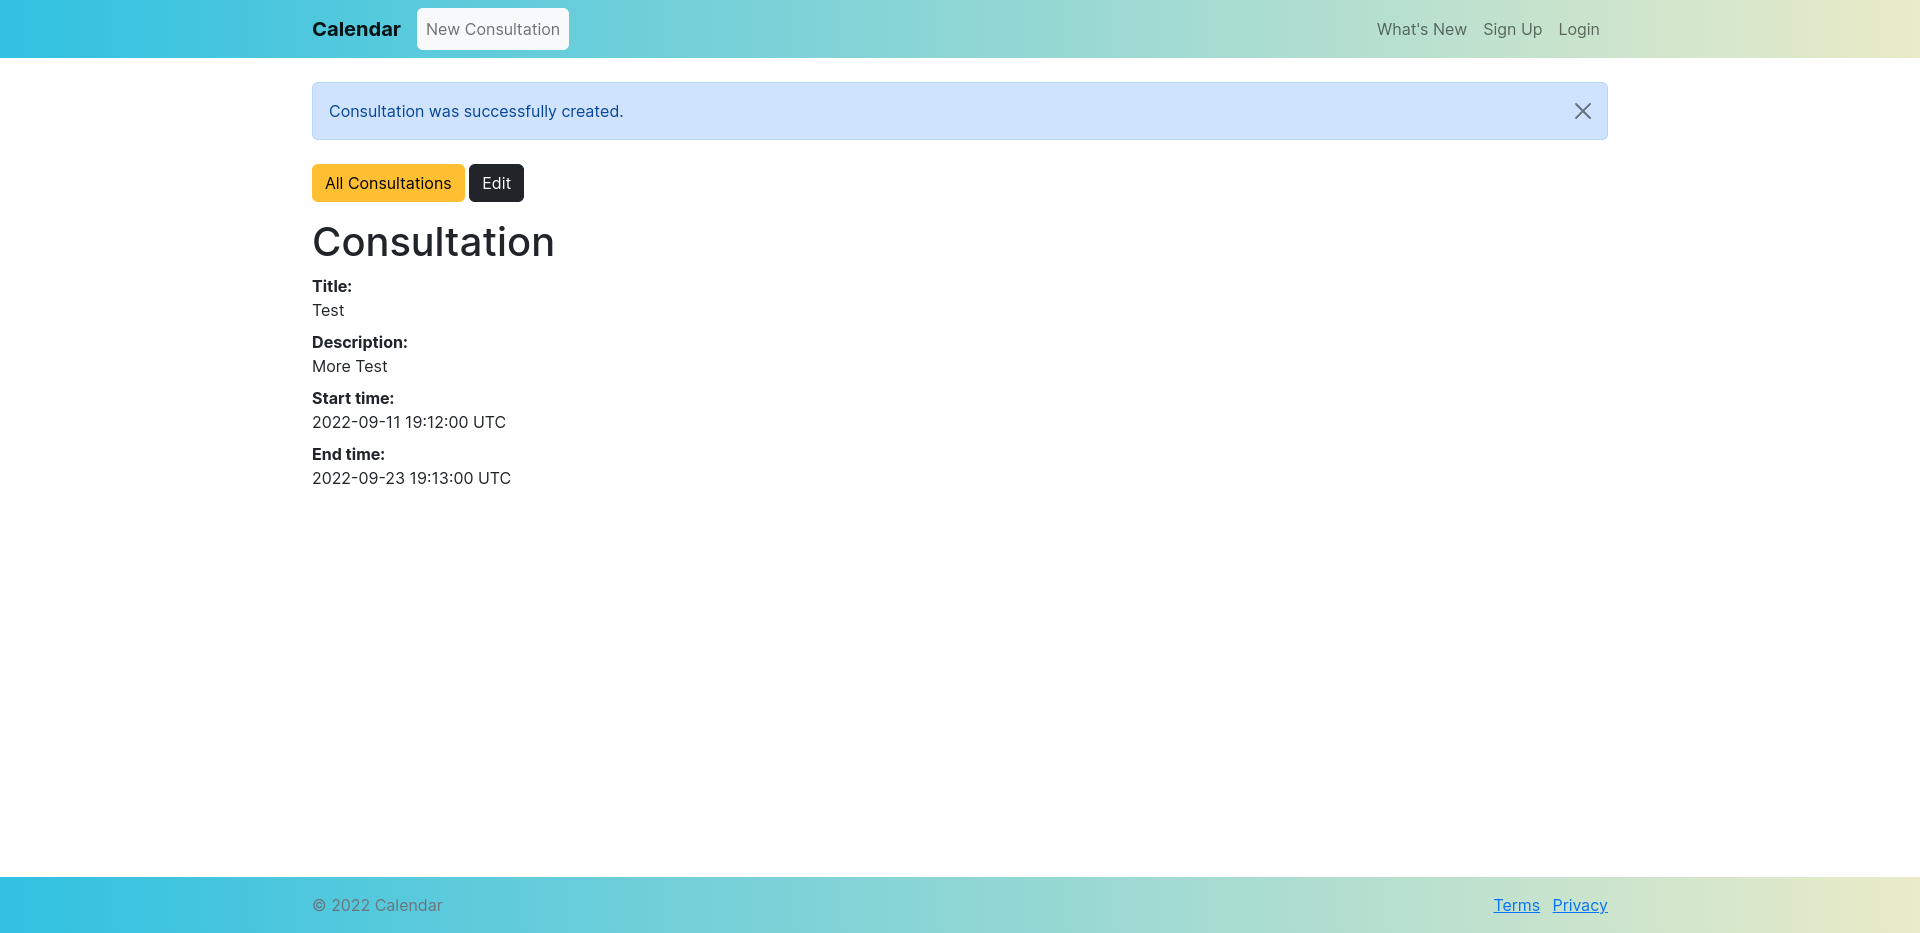 Calendar New Consultation What's New Sign Up Login
Consultation was successfully created.
All Consultations Edit
Consultation
Title:
Test
Description:
More Test
Start time:
2022-09-11 19:12:00 UTC
End time:
2022-09-23 19:13:00 UTC
© 2022 Calendar Terms Privacy